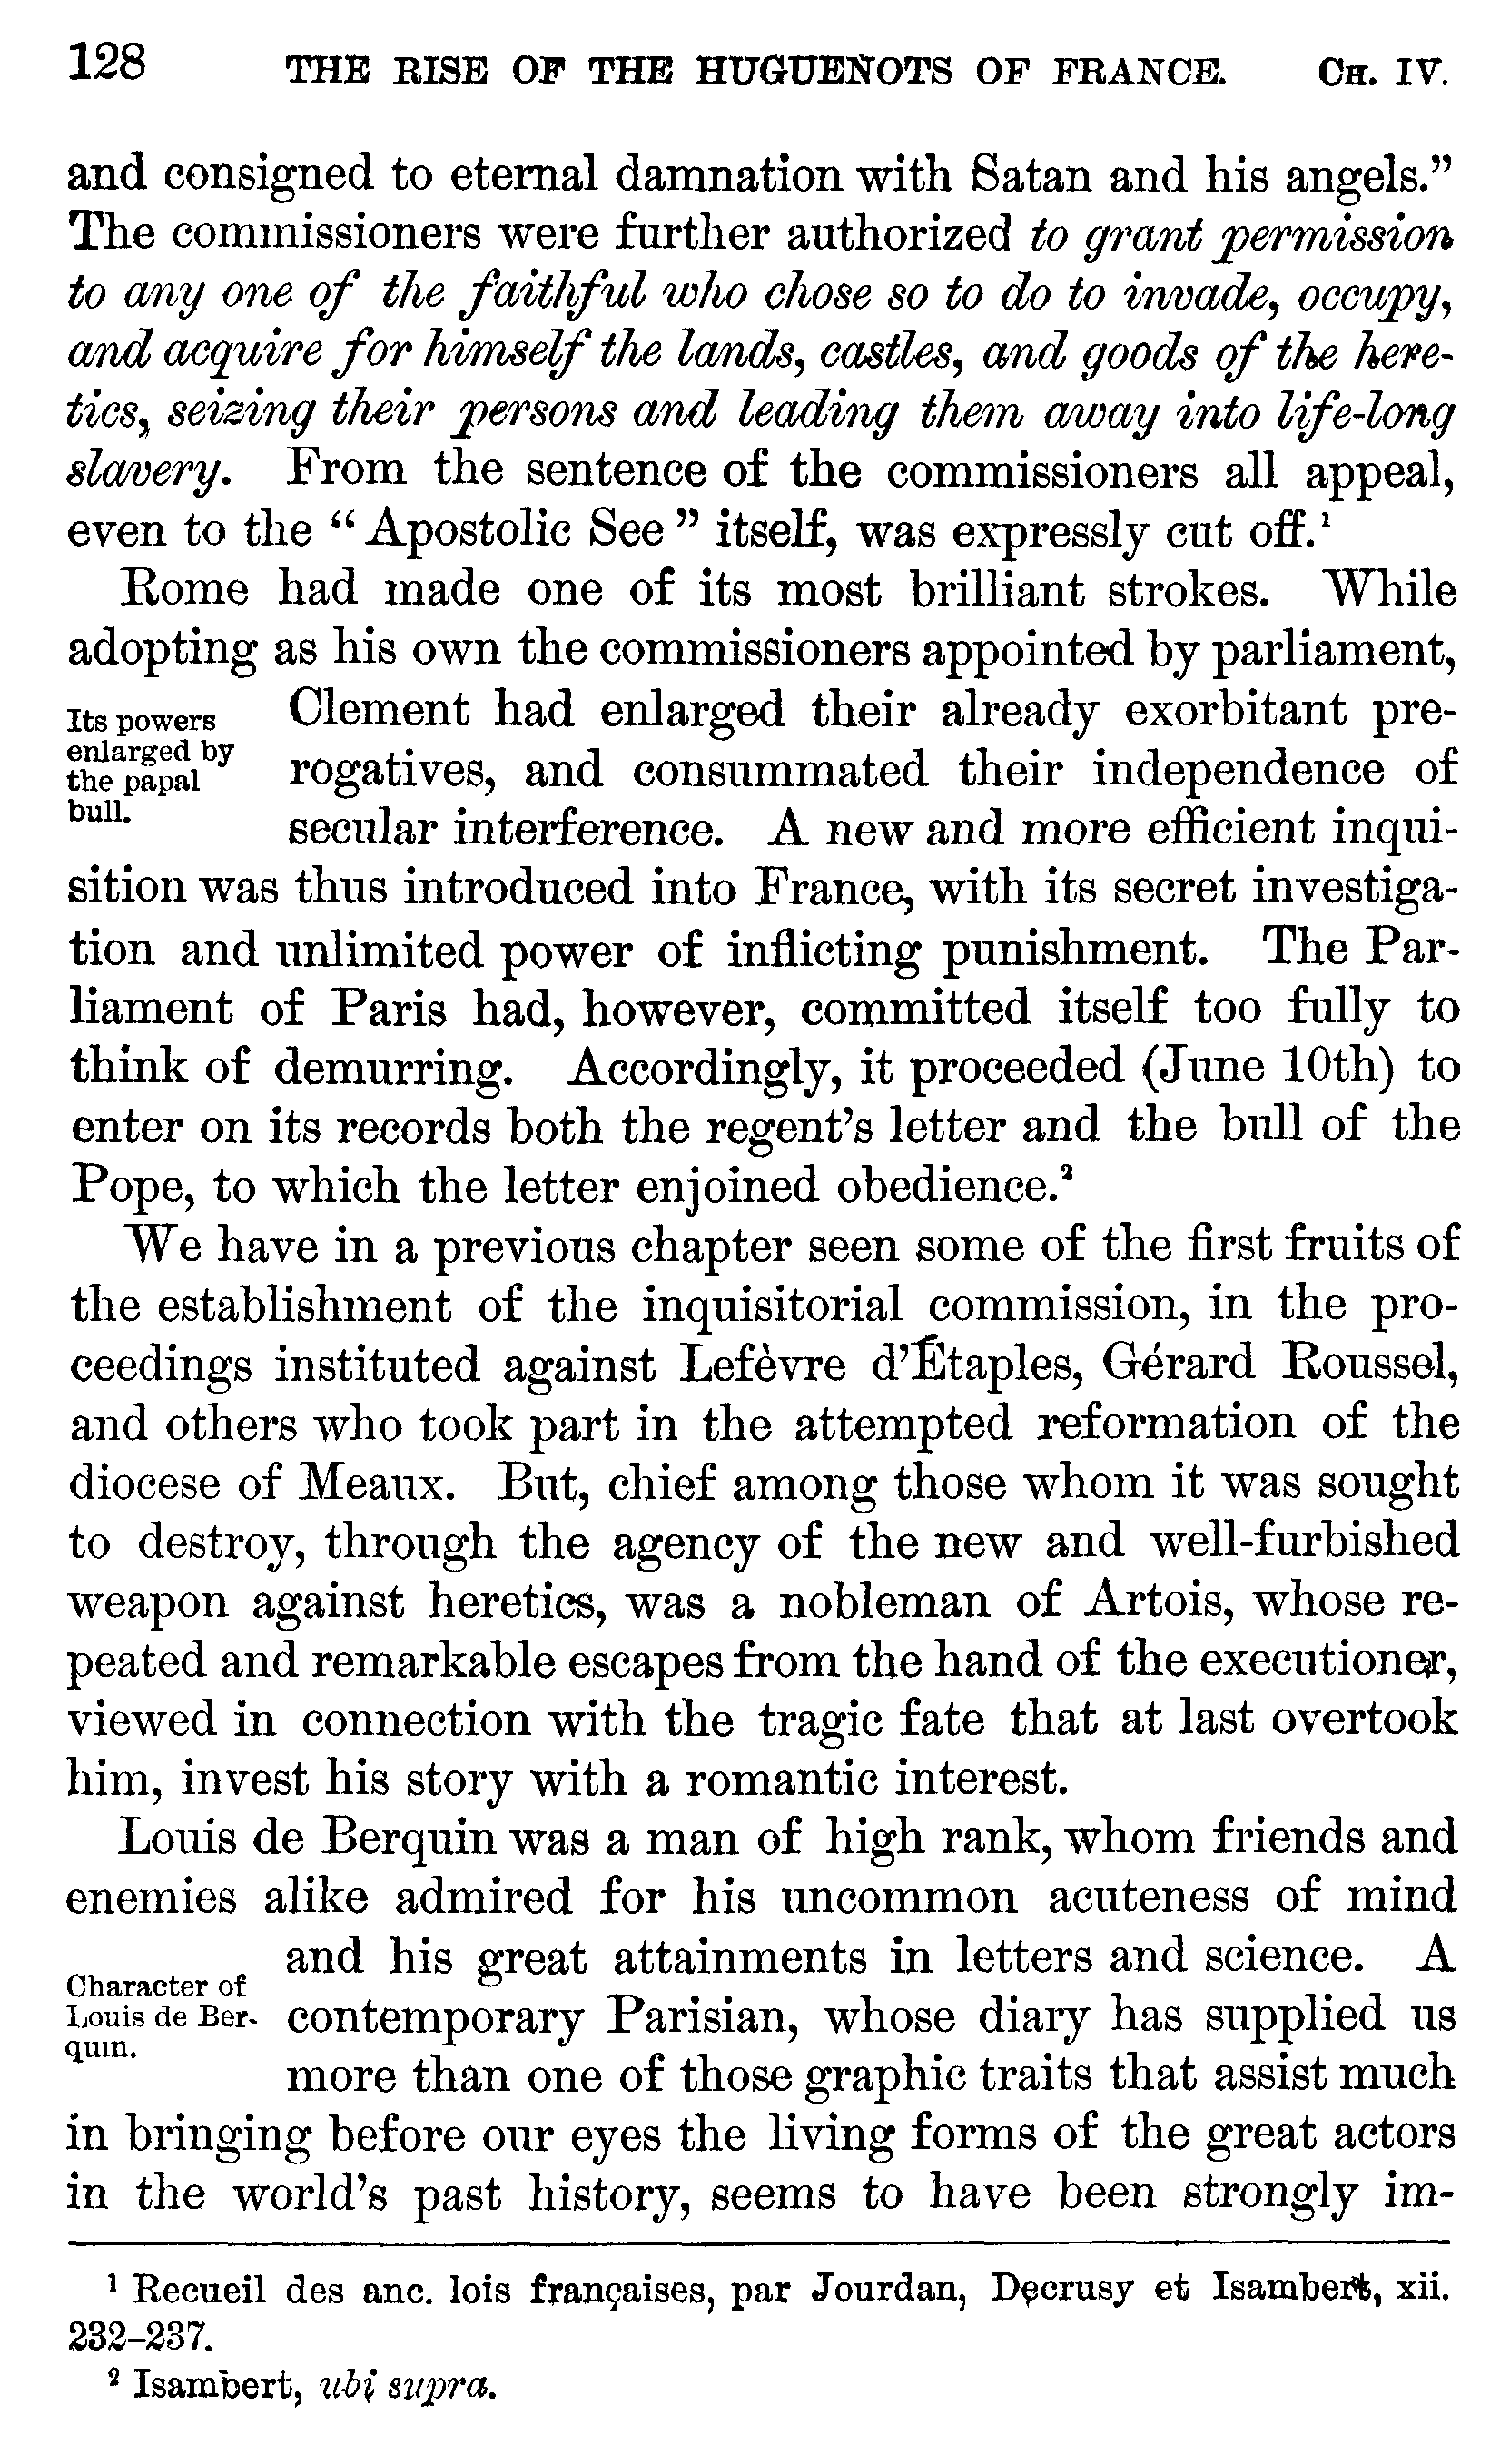 128 THE RISE OF THE HUGUENOTS OF FRANCE. CH. IV.
and consigned to eternal damnation with Satan and his angels.”
The commissioners were further authorized to grant permission
to any one of the faithful who chose so to do to invade, occupy,
and acquire for himself the lands, castles, and goods of the here-
tics, seizing their persons and leading them away into life-long
slavery. From the sentence of the commissioners all appeal,
even to the “Apostolic See” itself, was expressly cut off.¹
Rome had made one of its most brilliant strokes. While
adopting as his own the commissioners appointed by parliament,
Its powers
enlarged by
the papal
bull.
Clement had enlarged their already exorbitant pre-
rogatives, and consummated their independence of
secular interference. A new and more efficient inqui-
sition was thus introduced into France, with its secret investiga-
tion and unlimited power of inflicting punishment. The Par-
liament of Paris had, however, committed itself too fully to
think of demurring. Accordingly, it proceeded (June 10th) to
enter on its records both the regent’s letter and the bull of the
Pope, to which the letter enjoined obedience.²
We have in a previous chapter seen some of the first fruits of
the establishment of the inquisitorial commission, in the pro-
ceedings instituted against Lefèvre d’Étaples, Gérard Roussel,
and others who took part in the attempted reformation of the
diocese of Meaux. But, chief among those whom it was sought
to destroy, through the agency of the new and well-furbished
weapon against heretics, was a nobleman of Artois, whose re-
peated and remarkable escapes from the hand of the executioner,
viewed in connection with the tragic fate that at last overtook
him, invest his story with a romantic interest.
Louis de Berquin was a man of high rank, whom friends and
enemies alike admired for his uncommon acuteness of mind
Character of
Louis de Ber-
quin.
and his great attainments in letters and science. A
contemporary Parisian, whose diary has supplied us
more than one of those graphic traits that assist much
in bringing before our eyes the living forms of the great actors
in the world’s past history, seems to have been strongly im-
¹ Recueil des anc. lois françaises, par Jourdan, Decrusy et Isambert, xii.
232–237.
² Isambert, ubi supra.